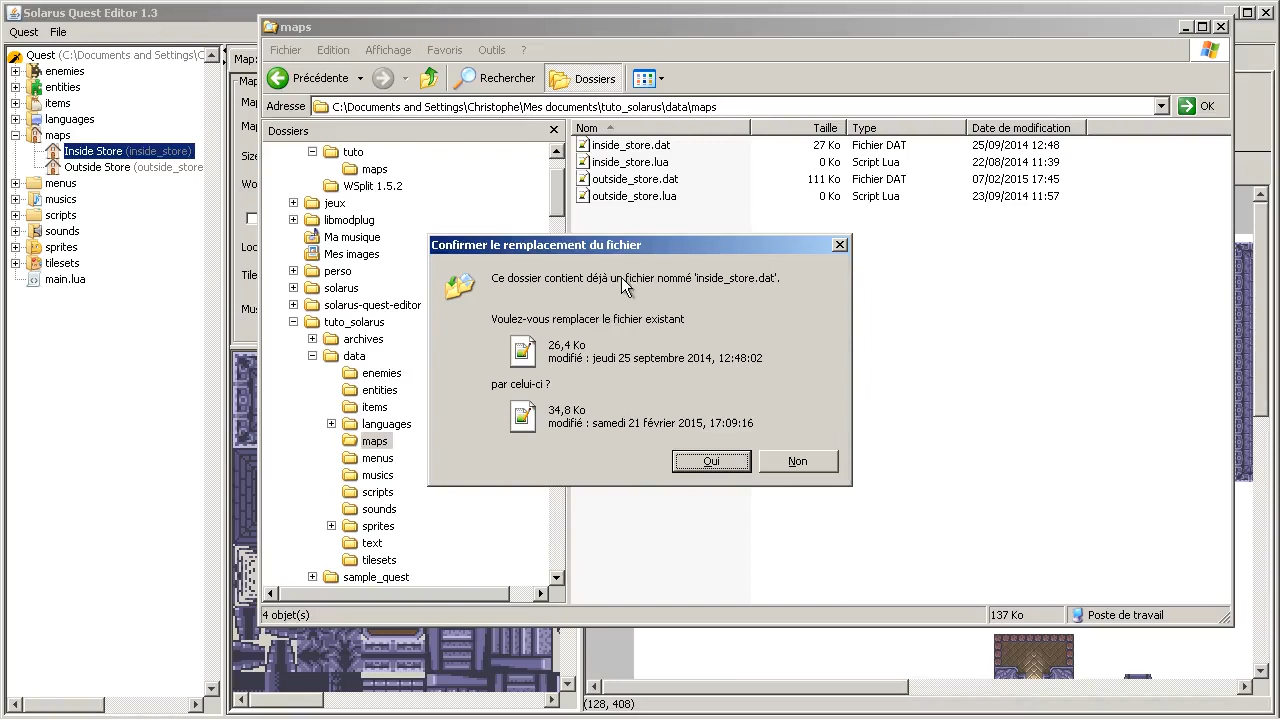 Solarus Quest Editor 1.3
Quest File
Quest (C:\Documents and Settings\C
enemies
entities
items
languages
maps
Inside Store (inside_store)
Outside Store (outside_store
menus
musics
scripts
sounds
sprites
tilesets
main.lua
maps
Fichier Edition Affichage Favoris Outils ?
Précédente Rechercher Dossiers
Adresse C:\Documents and Settings\Christophe\Mes documents\tuto_solarus\data\maps OK
Dossiers
tuto
maps
WSplit 1.5.2
jeux
libmodplug
Ma musique
Mes images
perso
solarus
solarus-quest-editor
tuto_solarus
archives
data
enemies
entities
items
languages
maps
menus
musics
scripts
sounds
sprites
text
tilesets
sample_quest
Nom Taille Type Date de modification
inside_store.dat 27 Ko Fichier DAT 25/09/2014 12:48
inside_store.lua 0 Ko Script Lua 22/08/2014 11:39
outside_store.dat 111 Ko Fichier DAT 07/02/2015 17:45
outside_store.lua 0 Ko Script Lua 23/09/2014 11:57
Confirmer le remplacement du fichier
Ce dossier contient déjà un fichier nommé 'inside_store.dat'.
Voulez-vous remplacer le fichier existant
26,4 Ko
modifié : jeudi 25 septembre 2014, 12:48:02
par celui-ci ?
34,8 Ko
modifié : samedi 21 février 2015, 17:09:16
Oui Non
4 objet(s) 137 Ko Poste de travail
(128, 408)